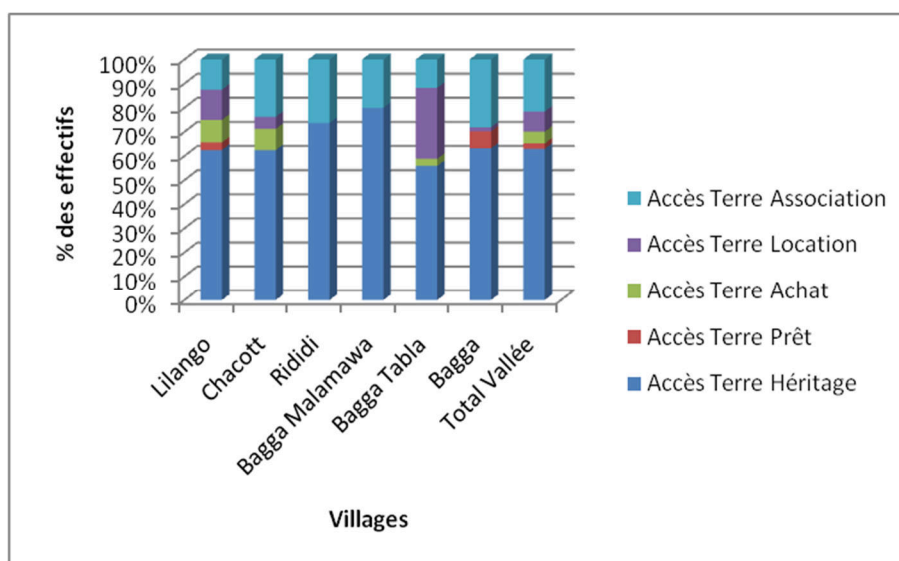 % des effectifs
100%
90%
80%
70%
60%
50%
40%
30%
20%
10%
0%
Lilango
Chacott
Rididi
Bagga Malamawa
Bagga Tabla
Bagga
Total Vallée
Villages
Accès Terre Association
Accès Terre Location
Accès Terre Achat
Accès Terre Prêt
Accès Terre Héritage